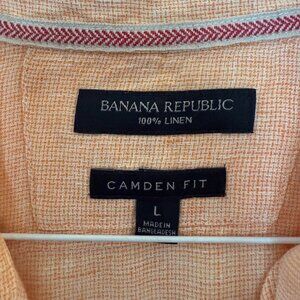 BANANA REPUBLIC
100% LINEN
CAMDEN FIT
L
MADE IN
BANGLADESH